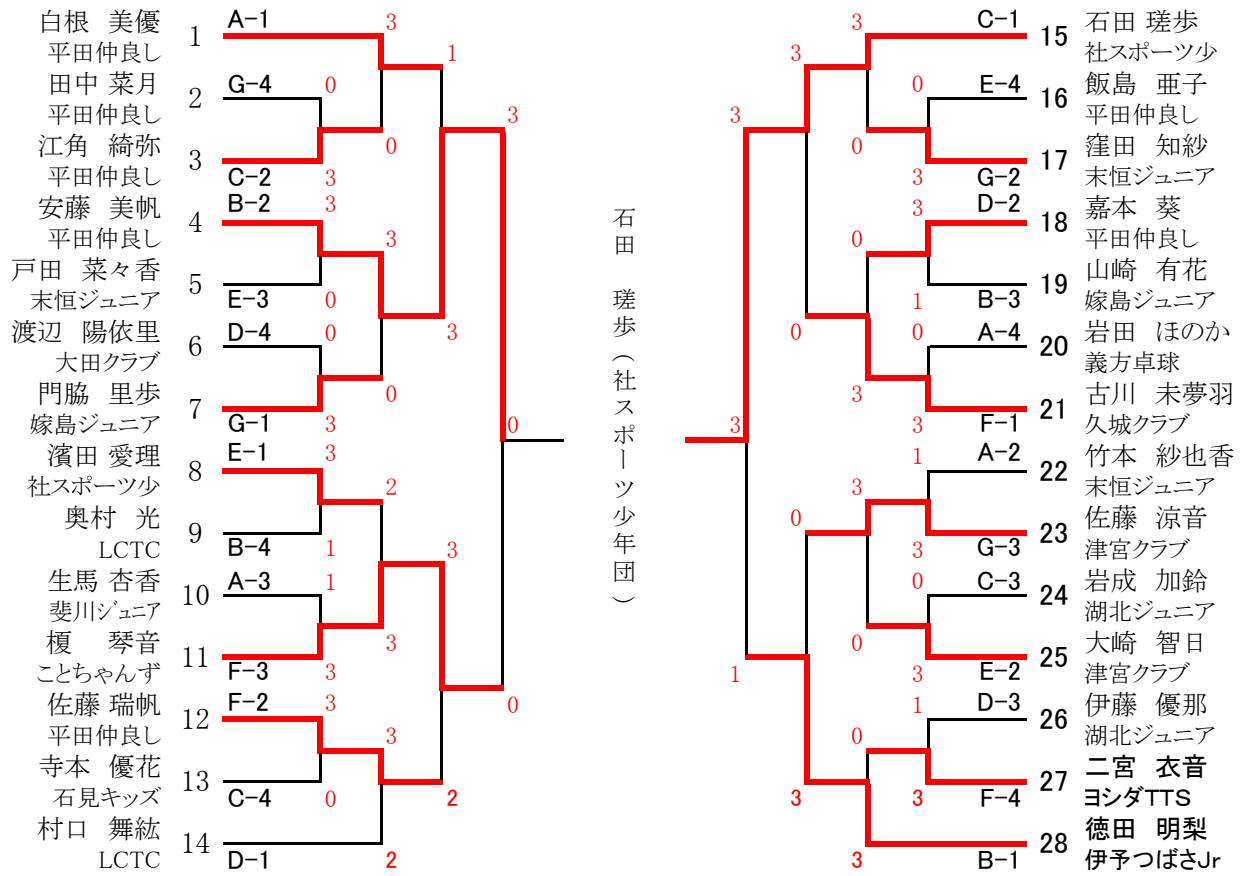 白根 美優
平田仲良し
1
A-1
3
田中 菜月
平田仲良し
2
G-4
0
江角 綺弥
平田仲良し
3
C-2
3
0
1
安藤 美帆
平田仲良し
4
B-2
3
3
戸田 菜々香
末恒ジュニア
5
E-3
0
渡辺 陽依里
大田クラブ
6
D-4
0
3
門脇 里歩
嫁島ジュニア
7
G-1
3
0
3
濱田 愛理
社スポーツ少
8
E-1
3
2
奥村 光
LCTC
9
B-4
1
生馬 杏香
斐川ジュニア
10
A-3
1
3
榎 琴音
ことちゃんず
11
F-3
3
3
0
佐藤 瑞帆
平田仲良し
12
F-2
3
3
寺本 優花
石見キッズ
13
C-4
0
2
村口 舞紘
LCTC
14
D-1
2
0
石田 瑳歩(社スポーツ少年団)
3
3
3
3
C-1
15
石田 瑳歩
社スポーツ少
0
E-4
16
飯島 亜子
平田仲良し
0
3
G-2
17
窪田 知紗
末恒ジュニア
0
3
D-2
18
嘉本 葵
平田仲良し
1
B-3
19
山崎 有花
嫁島ジュニア
0
0
A-4
20
岩田 ほのか
義方卓球
3
3
F-1
21
古川 未夢羽
久城クラブ
1
A-2
22
竹本 紗也香
末恒ジュニア
0
3
3
G-3
23
佐藤 涼音
津宮クラブ
0
C-3
24
岩成 加鈴
湖北ジュニア
0
3
E-2
25
大崎 智日
津宮クラブ
1
0
1
D-3
26
伊藤 優那
湖北ジュニア
3
3
F-4
27
二宮 衣音
ヨシダTTS
3
B-1
28
徳田 明梨
伊予つばさJr